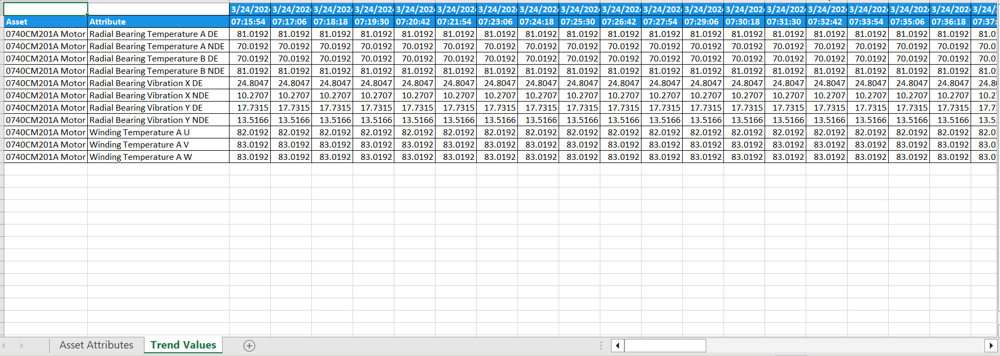 3/24/202 3/24/202 3/24/202 3/24/202 3/24/202 3/24/202 3/24/202 3/24/202 3/24/202 3/24/202 3/24/202 3/24/202 3/24/202 3/24/202 3/24/202 3/24/202 3/24/202 3/24/202 3/24/
Asset Attribute 07:15:54 07:17:06 07:18:18 07:19:30 07:20:42 07:21:54 07:23:06 07:24:18 07:25:30 07:26:42 07:27:54 07:29:06 07:30:18 07:31:30 07:32:42 07:33:54 07:35:06 07:36:18 07:37:
0740CM201A Motor Radial Bearing Temperature A DE 81.0192 81.0192 81.0192 81.0192 81.0192 81.0192 81.0192 81.0192 81.0192 81.0192 81.0192 81.0192 81.0192 81.0192 81.0192 81.0192 81.0192 81.0192 81.0
0740CM201A Motor Radial Bearing Temperature A NDE 70.0192 70.0192 70.0192 70.0192 70.0192 70.0192 70.0192 70.0192 70.0192 70.0192 70.0192 70.0192 70.0192 70.0192 70.0192 70.0192 70.0192 70.0192 70.0
0740CM201A Motor Radial Bearing Temperature B DE 70.0192 70.0192 70.0192 70.0192 70.0192 70.0192 70.0192 70.0192 70.0192 70.0192 70.0192 70.0192 70.0192 70.0192 70.0192 70.0192 70.0192 70.0192 70.0
0740CM201A Motor Radial Bearing Temperature B NDE 81.0192 81.0192 81.0192 81.0192 81.0192 81.0192 81.0192 81.0192 81.0192 81.0192 81.0192 81.0192 81.0192 81.0192 81.0192 81.0192 81.0192 81.0192 81.0
0740CM201A Motor Radial Bearing Vibration X DE 24.8047 24.8047 24.8047 24.8047 24.8047 24.8047 24.8047 24.8047 24.8047 24.8047 24.8047 24.8047 24.8047 24.8047 24.8047 24.8047 24.8047 24.8047 24.8
0740CM201A Motor Radial Bearing Vibration X NDE 10.2707 10.2707 10.2707 10.2707 10.2707 10.2707 10.2707 10.2707 10.2707 10.2707 10.2707 10.2707 10.2707 10.2707 10.2707 10.2707 10.2707 10.2707 10.2
0740CM201A Motor Radial Bearing Vibration Y DE 17.7315 17.7315 17.7315 17.7315 17.7315 17.7315 17.7315 17.7315 17.7315 17.7315 17.7315 17.7315 17.7315 17.7315 17.7315 17.7315 17.7315 17.7315 17.7
0740CM201A Motor Radial Bearing Vibration Y NDE 13.5166 13.5166 13.5166 13.5166 13.5166 13.5166 13.5166 13.5166 13.5166 13.5166 13.5166 13.5166 13.5166 13.5166 13.5166 13.5166 13.5166 13.5166 13.5
0740CM201A Motor Winding Temperature A U 82.0192 82.0192 82.0192 82.0192 82.0192 82.0192 82.0192 82.0192 82.0192 82.0192 82.0192 82.0192 82.0192 82.0192 82.0192 82.0192 82.0192 82.0192 82.0
0740CM201A Motor Winding Temperature A V 83.0192 83.0192 83.0192 83.0192 83.0192 83.0192 83.0192 83.0192 83.0192 83.0192 83.0192 83.0192 83.0192 83.0192 83.0192 83.0192 83.0192 83.0192 83.0
0740CM201A Motor Winding Temperature A W 83.0192 83.0192 83.0192 83.0192 83.0192 83.0192 83.0192 83.0192 83.0192 83.0192 83.0192 83.0192 83.0192 83.0192 83.0192 83.0192 83.0192 83.0192 83.0
Asset Attributes Trend Values